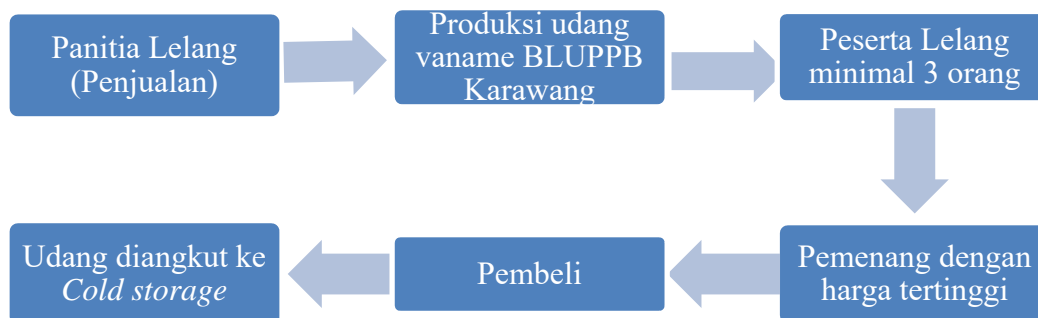 Panitia Lelang
(Penjualan)
Produksi udang
vaname BLUPPB
Karawang
Peserta Lelang
minimal 3 orang
Pemenang dengan
harga tertinggi
Pembeli
Udang diangkut ke
Cold storage